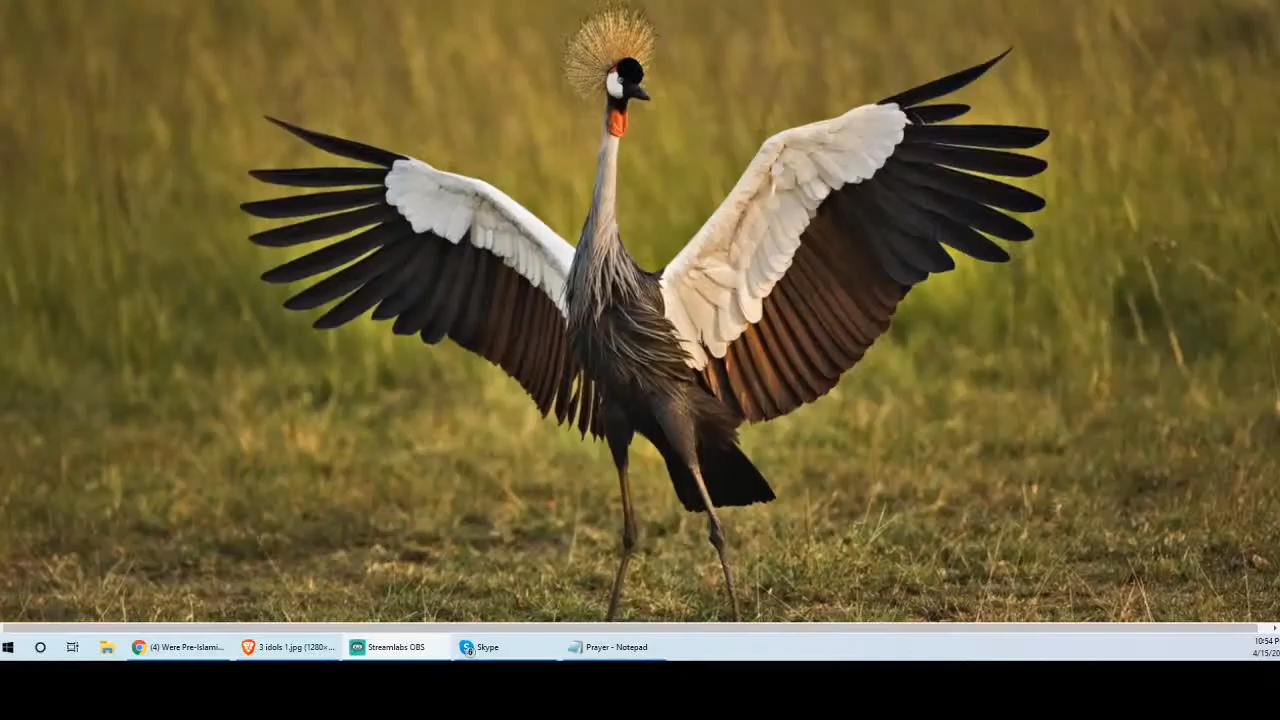 (4) Were Pre-Islami...
3 idols 1.jpg (1280×...
Streamlabs OBS
6
Skype
Prayer - Notepad
10:54 P
4/15/20